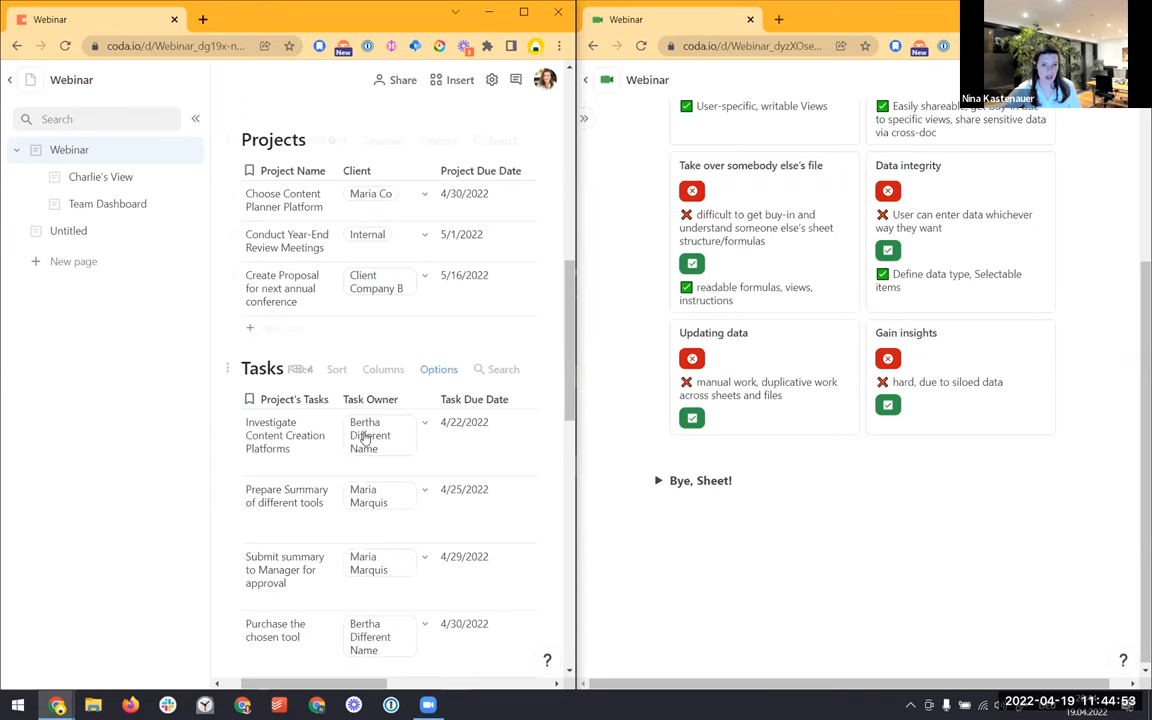 Webinar
coda.io/d/Webinar_dg19x-n...
New
3
Webinar
Share
Insert
Search
Webinar
Charlie's View
Team Dashboard
Untitled
New page
Projects
Columns
Options
Search
Project Name
Client
Project Due Date
Choose Content
Planner Platform
Maria Co
4/30/2022
Conduct Year-End
Review Meetings
Internal
5/1/2022
Create Proposal
for next annual
conference
Client
Company B
5/16/2022
Tasks
Sort
Columns
Options
Search
Project's Tasks
Task Owner
Task Due Date
Investigate
Content Creation
Platforms
Bertha
Different
Name
4/22/2022
Prepare Summary
of different tools
Maria
Marquis
4/25/2022
Submit summary
to Manager for
approval
Maria
Marquis
4/29/2022
Purchase the
chosen tool
Bertha
Different
Name
4/30/2022
?
Webinar
coda.io/d/Webinar_dyzXOse...
New
Webinar
Nina Kastenauer
User-specific, writable Views
to specific views, share sensitive data
via cross-doc
Take over somebody else's file
difficult to get buy-in and
understand someone else's sheet
structure/formulas
readable formulas, views,
instructions
Data integrity
User can enter data whichever
way they want
Define data type, Selectable
items
Updating data
manual work, duplicative work
across sheets and files
Gain insights
hard, due to siloed data
Bye, Sheet!
?
2022-04-19 11:44:53
19.04.2022